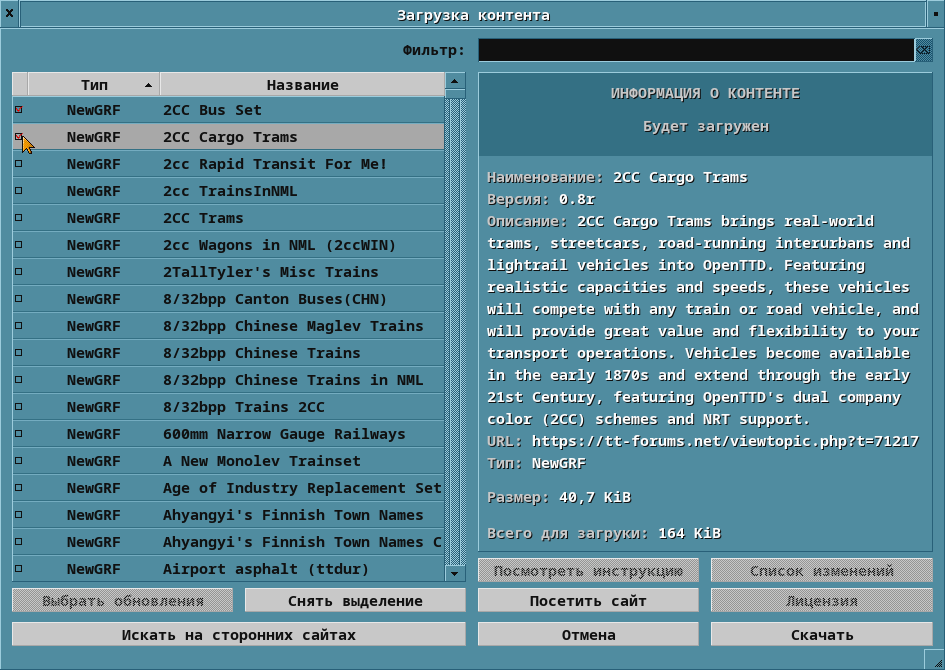 Загрузка контента
Фильтр:
Тип Название
NewGRF 2CC Bus Set
NewGRF 2CC Cargo Trams
NewGRF 2cc Rapid Transit For Me!
NewGRF 2cc TrainsInNML
NewGRF 2CC Trams
NewGRF 2cc Wagons in NML (2ccWIN)
NewGRF 2TallTyler's Misc Trains
NewGRF 8/32bpp Canton Buses(CHN)
NewGRF 8/32bpp Chinese Maglev Trains
NewGRF 8/32bpp Chinese Trains
NewGRF 8/32bpp Chinese Trains in NML
NewGRF 8/32bpp Trains 2CC
NewGRF 600mm Narrow Gauge Railways
NewGRF A New Monolev Trainset
NewGRF Age of Industry Replacement Set
NewGRF Ahyangyi's Finnish Town Names
NewGRF Ahyangyi's Finnish Town Names C
NewGRF Airport asphalt (ttdur)
Выбрать обновления Снять выделение
Искать на сторонних сайтах
ИНФОРМАЦИЯ О КОНТЕНТЕ
Будет загружен
Наименование: 2CC Cargo Trams
Версия: 0.8r
Описание: 2CC Cargo Trams brings real-world
trams, streetcars, road-running interurbans and
lightrail vehicles into OpenTTD. Featuring
realistic capacities and speeds, these vehicles
will compete with any train or road vehicle, and
will provide great value and flexibility to your
transport operations. Vehicles become available
in the early 1870s and extend through the early
21st Century, featuring OpenTTD's dual company
color (2CC) schemes and NRT support.
URL: https://tt-forums.net/viewtopic.php?t=71217
Тип: NewGRF
Размер: 40,7 KiB
Всего для загруки: 164 KiB
Посмотреть инструкцию Список изменений
Посетить сайт Лицензия
Отмена Скачать